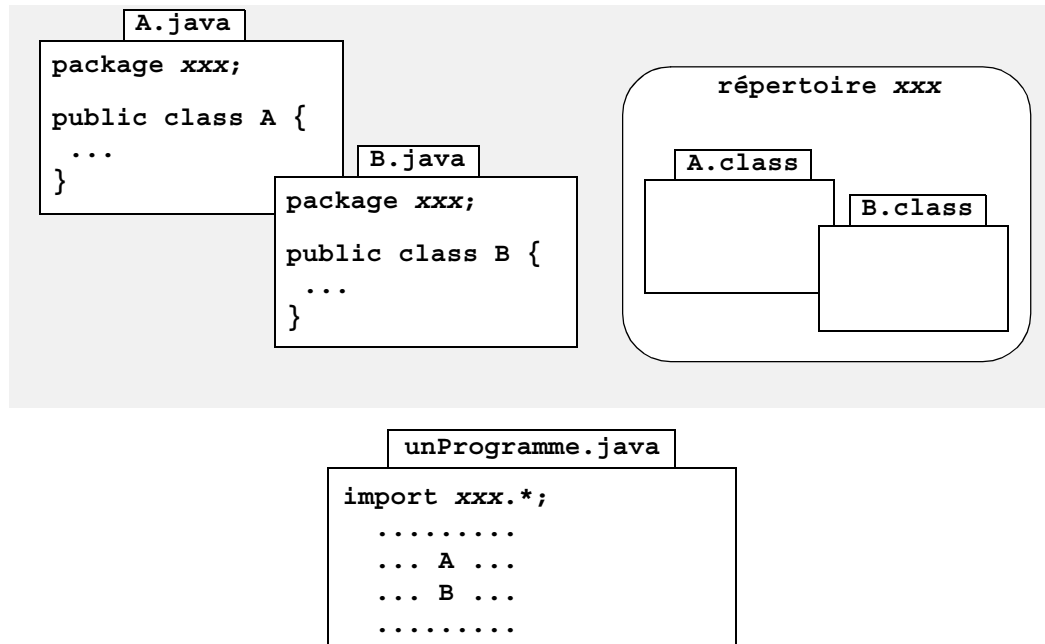 A.java
package xxx;
public class A {
...
}
B.java
package xxx;
public class B {
...
}
répertoire xxx
A.class
B.class
unProgramme.java
import xxx.*;
.........
... A ...
... B ...
.........